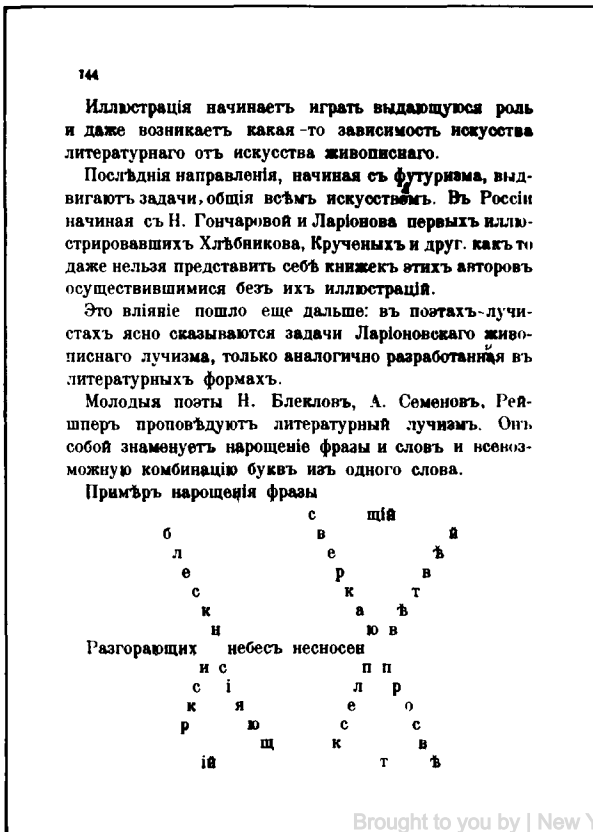 144
Иллюстрація начинаетъ играть выдающуюся роль
и даже возникаетъ какая-то зависимость искусства
литературнаго отъ искусства живописнаго.
Послѣднія направленія, начиная съ футуризма, выд-
вигаютъ задачи, общія всѣмъ искусствамъ. Въ Россіи
начиная съ Н. Гончаровой и Ларіонова первыхъ иллю-
стрировавшихъ Хлѣбникова, Крученыхъ и друг. какъ то
даже нельзя представить себѣ книжекъ этихъ авторовъ
осуществившимися безъ ихъ иллюстрацій.
Это вліяніе пошло еще дальше: въ поэтахъ-лучи-
стахъ ясно сказываются задачи Ларіоновскаго живо-
писнаго лучизма, только аналогично разработанныя въ
литературныхъ формахъ.
Молодыя поэты Н. Блекловъ, А. Семеновъ, Рей-
шперъ проповѣдуютъ литературный лучизмъ. Онъ
собой знаменуетъ нарощеніе фразы и словъ и всевоз-
можную комбинацію буквъ изъ одного слова.
Примѣръ нарощенія фразы
с щій
б в й
л е ѣ
е р в
с к т
к а ѣ
н ю в
Разгорающих небесъ несносен
и с п п
с і л р
к я е о
р ю с с
щ к в
ій т ѣ
Brought to you by | New Y